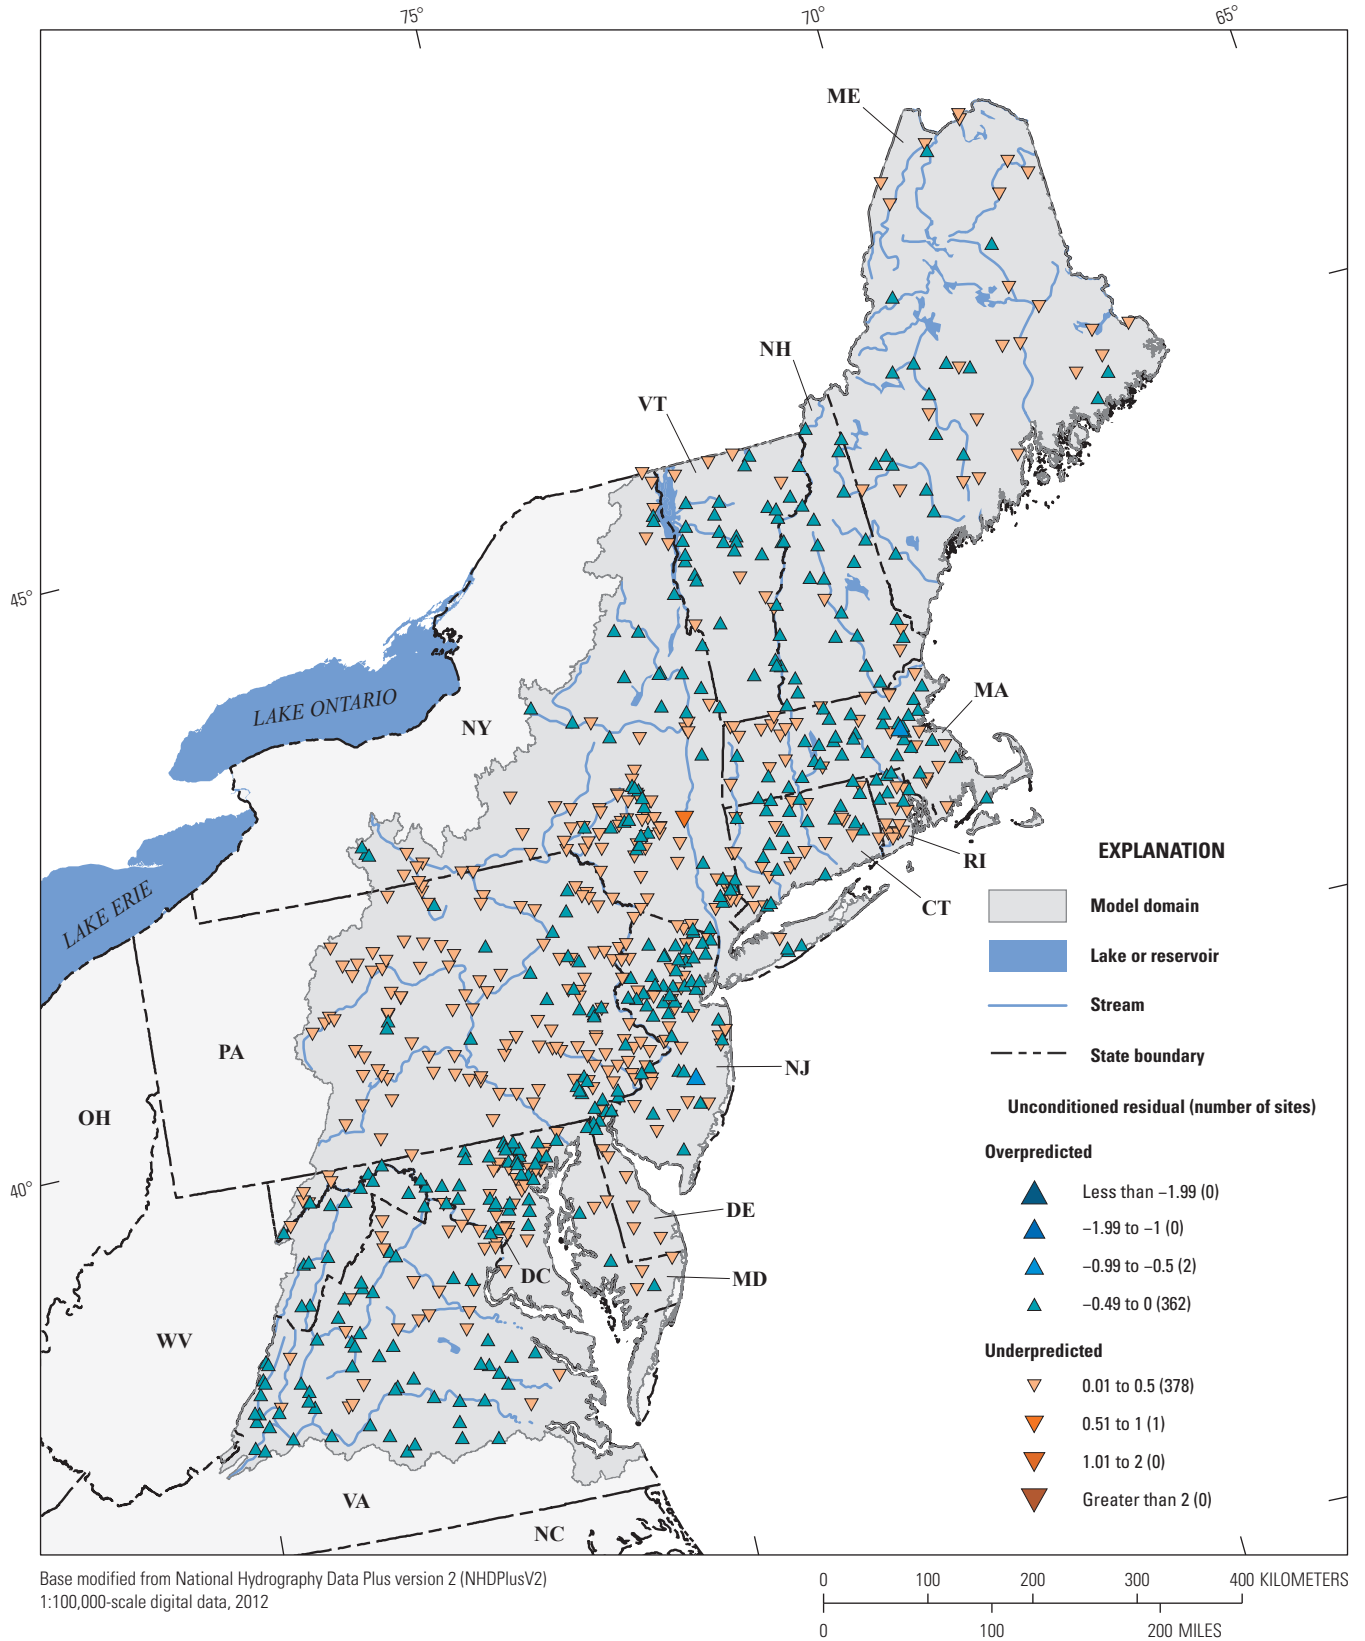 75°
70°
65°
ME
NH
VT
45°
MA
LAKE ONTARIO
NY
RI
EXPLANATION
Model domain
CT
LAKE ERIE
Lake or reservoir
Stream
PA
State boundary
NJ
OH
Unconditioned residual (number of sites)
Overpredicted
40°
Less than −1.99 (0)
DE
−1.99 to −1 (0)
−0.99 to −0.5 (2)
DC
MD
−0.49 to 0 (362)
WV
Underpredicted
0.01 to 0.5 (378)
0.51 to 1 (1)
1.01 to 2 (0)
VA
Greater than 2 (0)
NC
Base modified from National Hydrography Data Plus version 2 (NHDPlusV2)
1:100,000-scale digital data, 2012
0 100 200 300 400 KILOMETERS
0 100 200 MILES